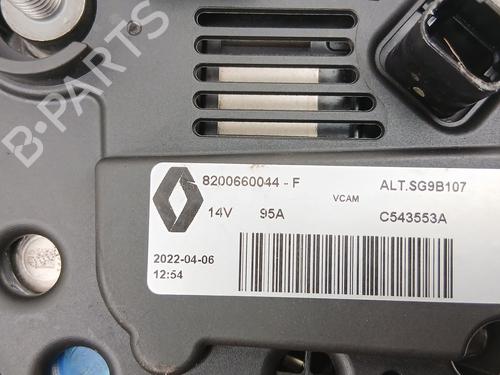 B-PARTS
8200660044 - F ALT.SG9B107
14V 95A VCAM C543553A
2022-04-06
12:54